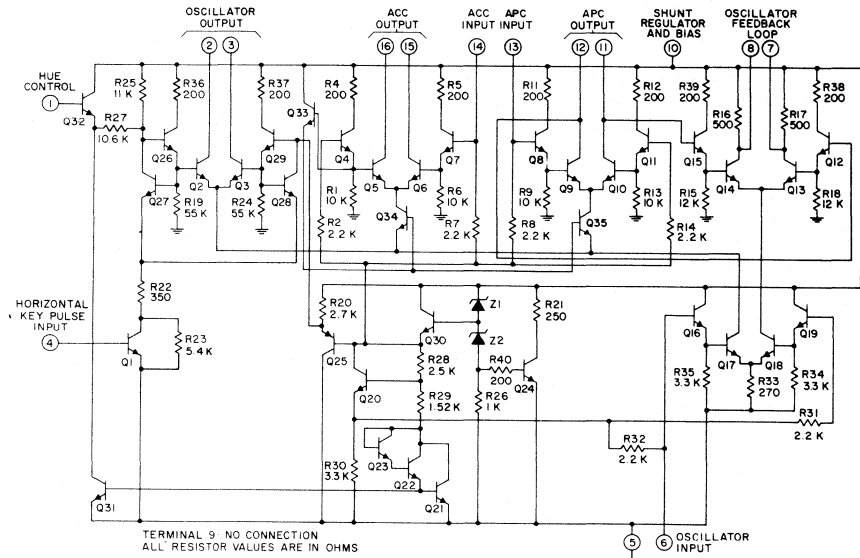 OSCILLATOR OUTPUT
ACC OUTPUT
ACC INPUT
APC INPUT
APC OUTPUT
SHUNT REGULATOR AND BIAS
OSCILLATOR FEEDBACK LOOP
2 3 16 15 14 13 12 11 10 8 7
HUE CONTROL
1
R25 11 K
R36 200
R37 200
Q33
R4 200
R5 200
R11 200
R12 200
R39 200
R16 500
R17 500
R38 200
Q32
R27 10.6 K
Q26
Q29
Q4
Q7
Q8
Q11
Q15
Q12
Q2
Q3
Q5
Q6
Q9
Q10
Q14
Q13
Q27
R19 55 K
R24 55 K
Q28
R1 10 K
R6 10 K
R9 10 K
R13 10 K
R15 12 K
R18 12 K
Q34
Q35
R2 2.2 K
R7 2.2 K
R8 2.2 K
R14 2.2 K
R22 350
HORIZONTAL KEY PULSE INPUT
4
Q1
R23 5.4 K
R20 2.7 K
Q25
Q30
Z1
Z2
R21 250
Q16
Q19
R28 2.5 K
R40 200
Q24
Q17
Q18
Q20
R29 1.52 K
R26 1 K
R35 3.3 K
R33 270
R34 3.3 K
R31 2.2 K
R32 2.2 K
Q23
Q22
R30 3.3 K
Q31
Q21
TERMINAL 9 - NO CONNECTION
ALL RESISTOR VALUES ARE IN OHMS
5
6 OSCILLATOR INPUT